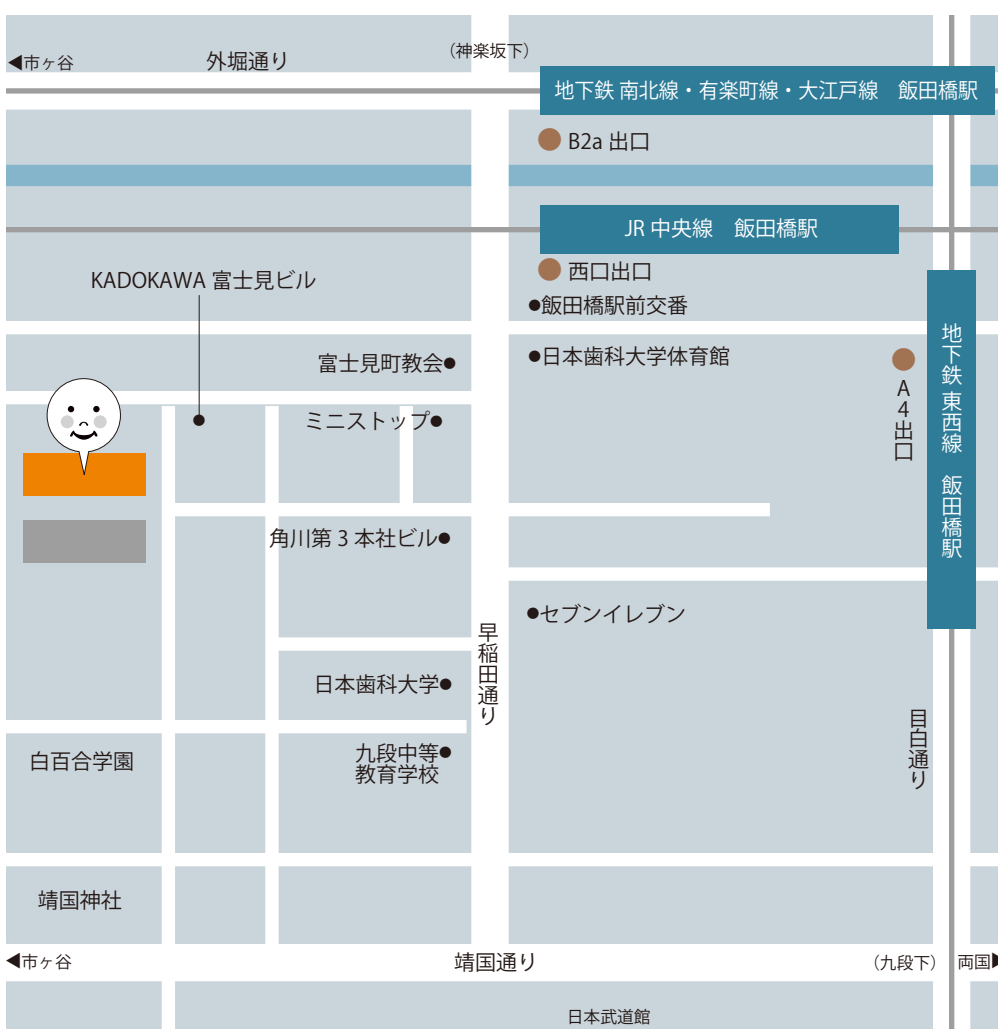 (神楽坂下)
◀市ヶ谷
外堀通り
地下鉄 南北線・有楽町線・大江戸線　飯田橋駅
B2a 出口
JR 中央線　飯田橋駅
西口出口
KADOKAWA 富士見ビル
●飯田橋駅前交番
富士見町教会●
●日本歯科大学体育館
A4出口
地下鉄 東西線　飯田橋駅
ミニストップ●
角川第 3 本社ビル●
●セブンイレブン
早稲田通り
日本歯科大学●
目白通り
白百合学園
九段中等●
教育学校
靖国神社
◀市ヶ谷
靖国通り
(九段下)
両国▶
日本武道館